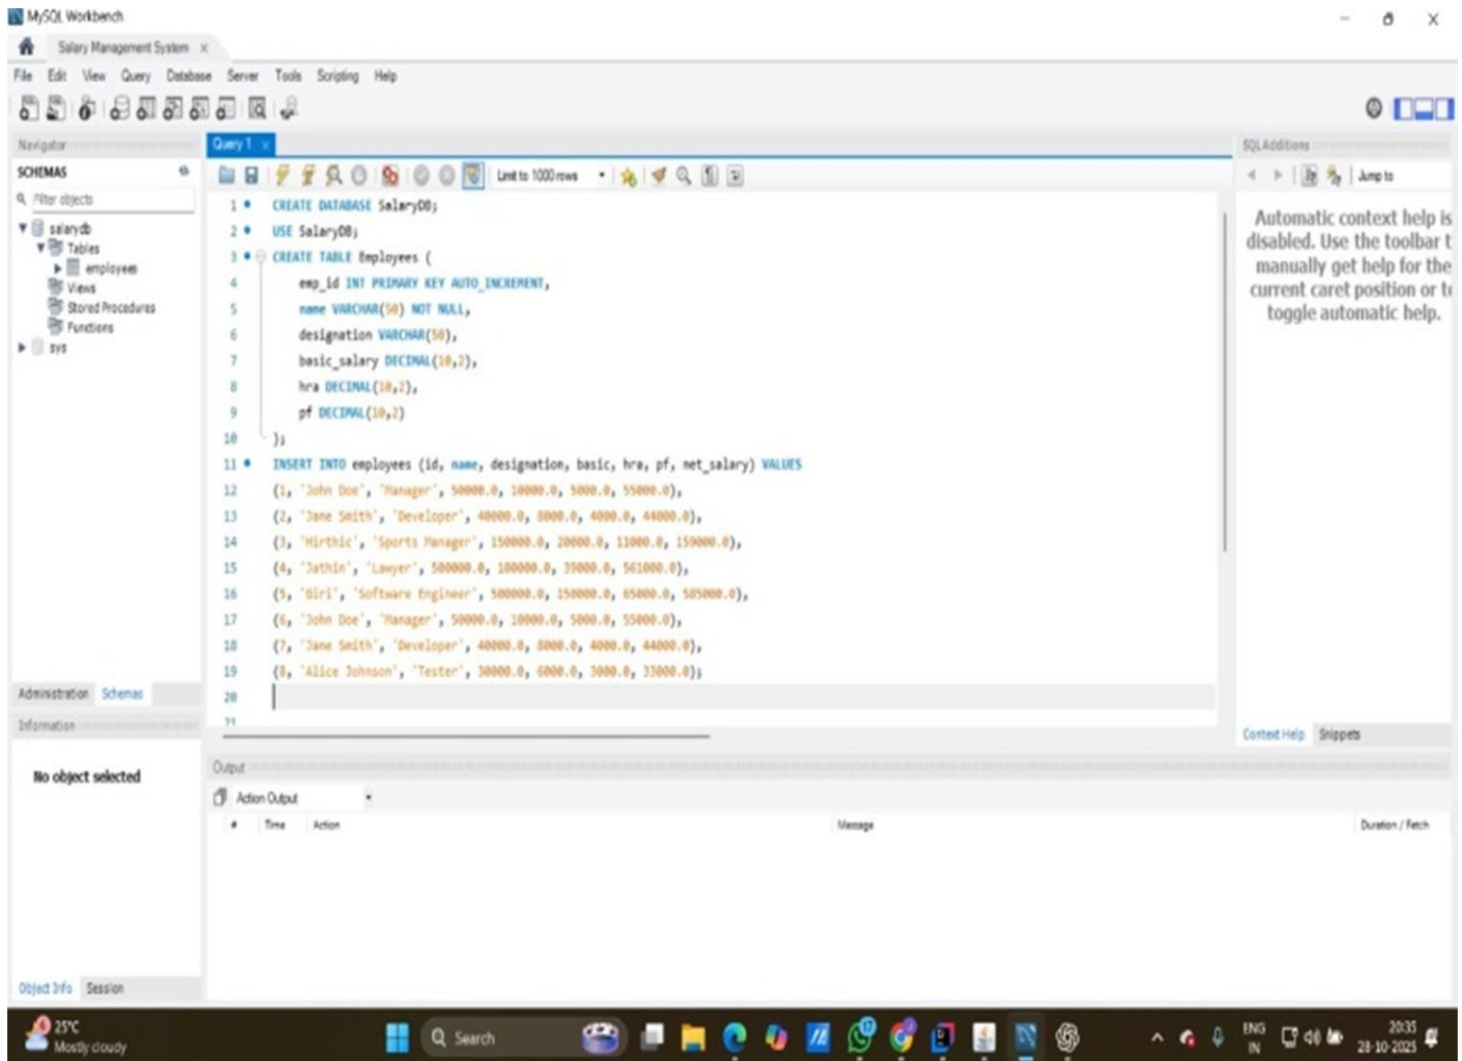 MySQL Workbench
Salary Management System x
File Edit View Query Database Server Tools Scripting Help
Navigator
SCHEMAS
Filter objects
salarydb
Tables
employees
Views
Stored Procedures
Functions
sys
Administration Schemas
Information
No object selected
Object Info Session
Query 1 x
Limit to 1000 rows
1 CREATE DATABASE SalaryDB;
2 USE SalaryDB;
3 CREATE TABLE Employees (
4 emp_id INT PRIMARY KEY AUTO_INCREMENT,
5 name VARCHAR(50) NOT NULL,
6 designation VARCHAR(50),
7 basic_salary DECIMAL(10,2),
8 hra DECIMAL(10,2),
9 pf DECIMAL(10,2)
10 );
11 INSERT INTO employees (id, name, designation, basic, hra, pf, net_salary) VALUES
12 (1, 'John Doe', 'Manager', 50000.0, 10000.0, 5000.0, 55000.0),
13 (2, 'Jane Smith', 'Developer', 40000.0, 8000.0, 4000.0, 44000.0),
14 (3, 'Hirthic', 'Sports Manager', 150000.0, 20000.0, 11000.0, 159000.0),
15 (4, 'Jathin', 'Lawyer', 500000.0, 100000.0, 39000.0, 561000.0),
16 (5, 'Giri', 'Software Engineer', 500000.0, 150000.0, 65000.0, 585000.0),
17 (6, 'John Doe', 'Manager', 50000.0, 10000.0, 5000.0, 55000.0),
18 (7, 'Jane Smith', 'Developer', 40000.0, 8000.0, 4000.0, 44000.0),
19 (8, 'Alice Johnson', 'Tester', 30000.0, 6000.0, 3000.0, 33000.0);
20
21
Output
Action Output
# Time Action Message Duration / Fetch
SQLAdditions
Jump to
Automatic context help is
disabled. Use the toolbar t
manually get help for the
current caret position or to
toggle automatic help.
Context Help Snippets
25°C
Mostly cloudy
Search
ENG
IN
20:35
28-10-2025